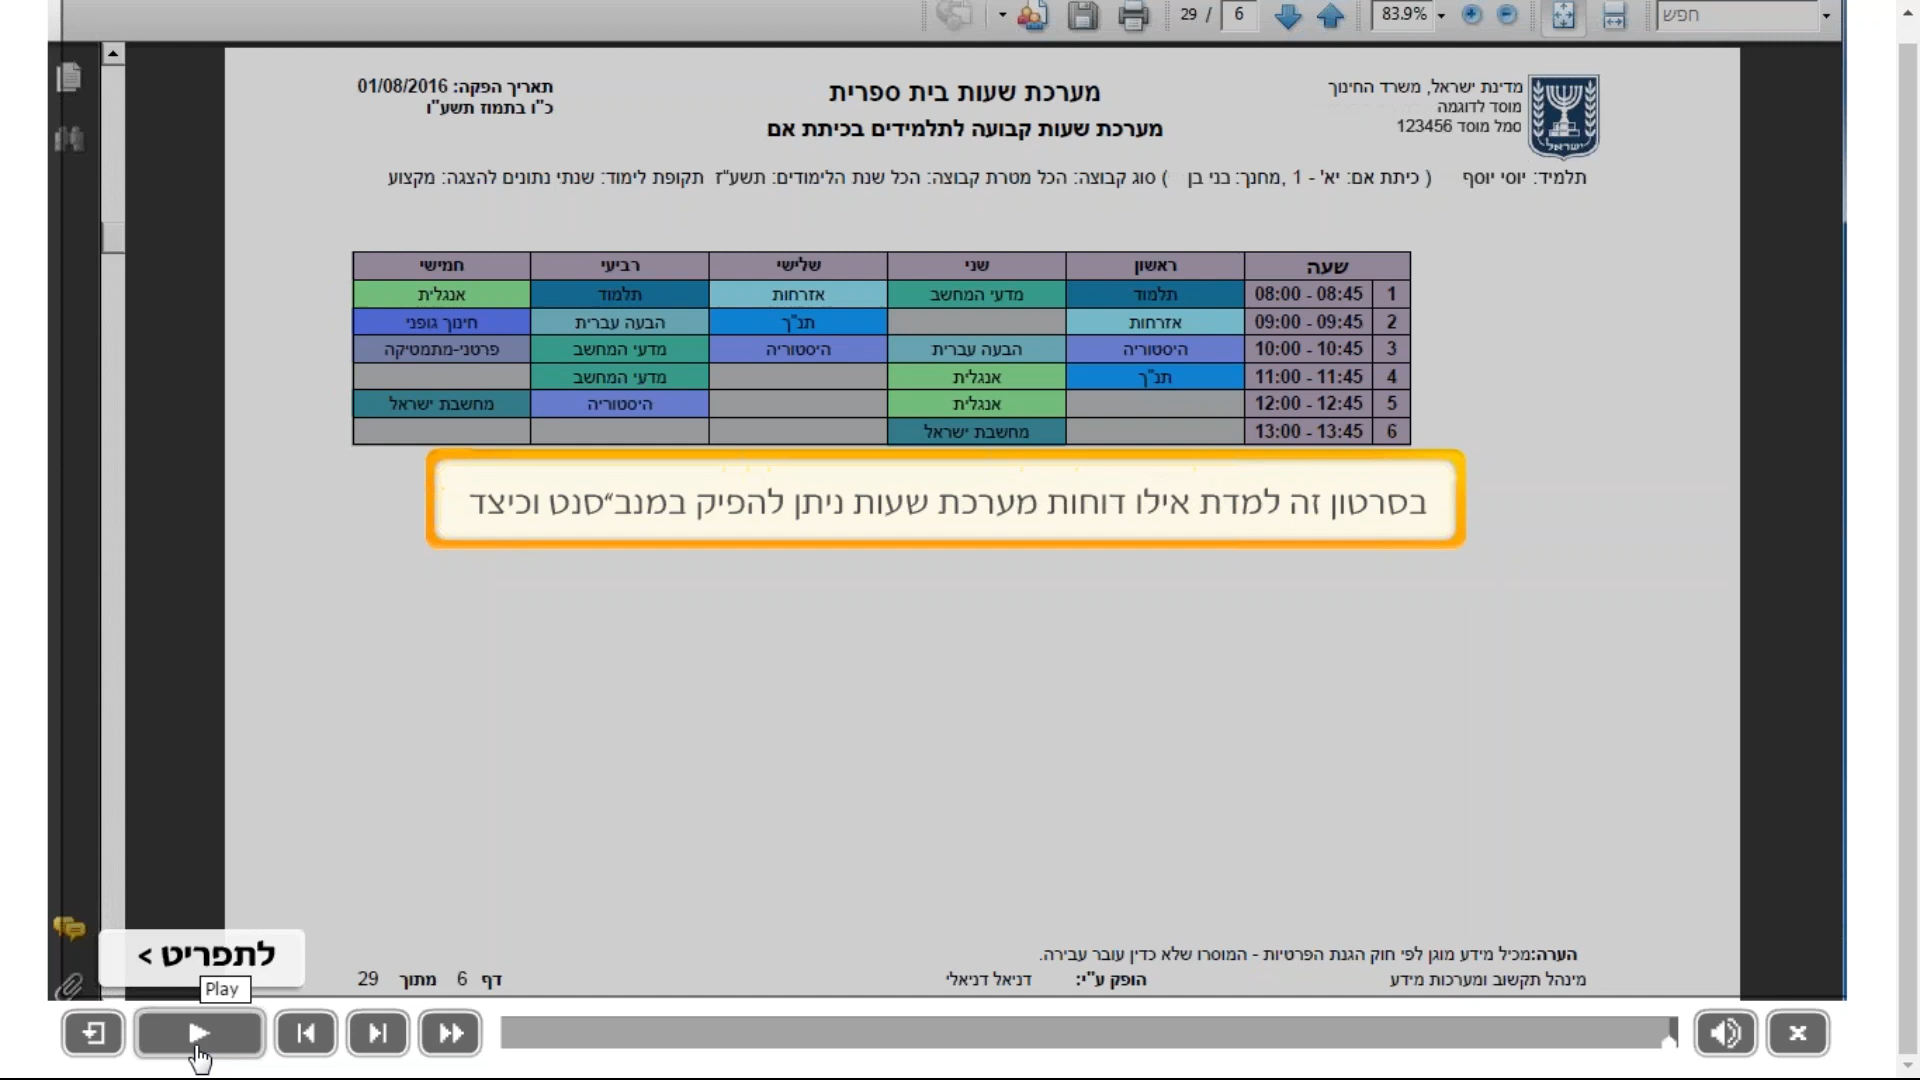 29 / 6 83.9% חפש
מדינת ישראל, משרד החינוך
מוסד לדוגמה
סמל מוסד 123456
ישראל
מערכת שעות בית ספרית
מערכת שעות קבועה לתלמידים בכיתת אם
תאריך הפקה: 01/08/2016
כ"ו בתמוז תשע"ו
תלמיד: יוסי יוסף ( כיתת אם: יא' - 1 ,מחנך: בני בן ) סוג קבוצה: הכל מטרת קבוצה: הכל שנת הלימודים: תשע"ז תקופת לימוד: שנתי נתונים להצגה: מקצוע
שעה ראשון שני שלישי רביעי חמישי
1 08:00 - 08:45 תלמוד מדעי המחשב אזרחות תלמוד אנגלית
2 09:00 - 09:45 אזרחות תנ"ך הבעה עברית חינוך גופני
3 10:00 - 10:45 היסטוריה הבעה עברית היסטוריה מדעי המחשב פרטני-מתמטיקה
4 11:00 - 11:45 תנ"ך אנגלית מדעי המחשב
5 12:00 - 12:45 אנגלית היסטוריה מחשבת ישראל
6 13:00 - 13:45 מחשבת ישראל
בסרטון זה למדת אילו דוחות מערכת שעות ניתן להפיק במנב"סנט וכיצד
הערה:מכיל מידע מוגן לפי חוק הגנת הפרטיות - המוסרו שלא כדין עובר עבירה.
מינהל תקשוב ומערכות מידע הופק ע"י: דניאל דניאלי דף 6 מתוך 29
לתפריט >
Play